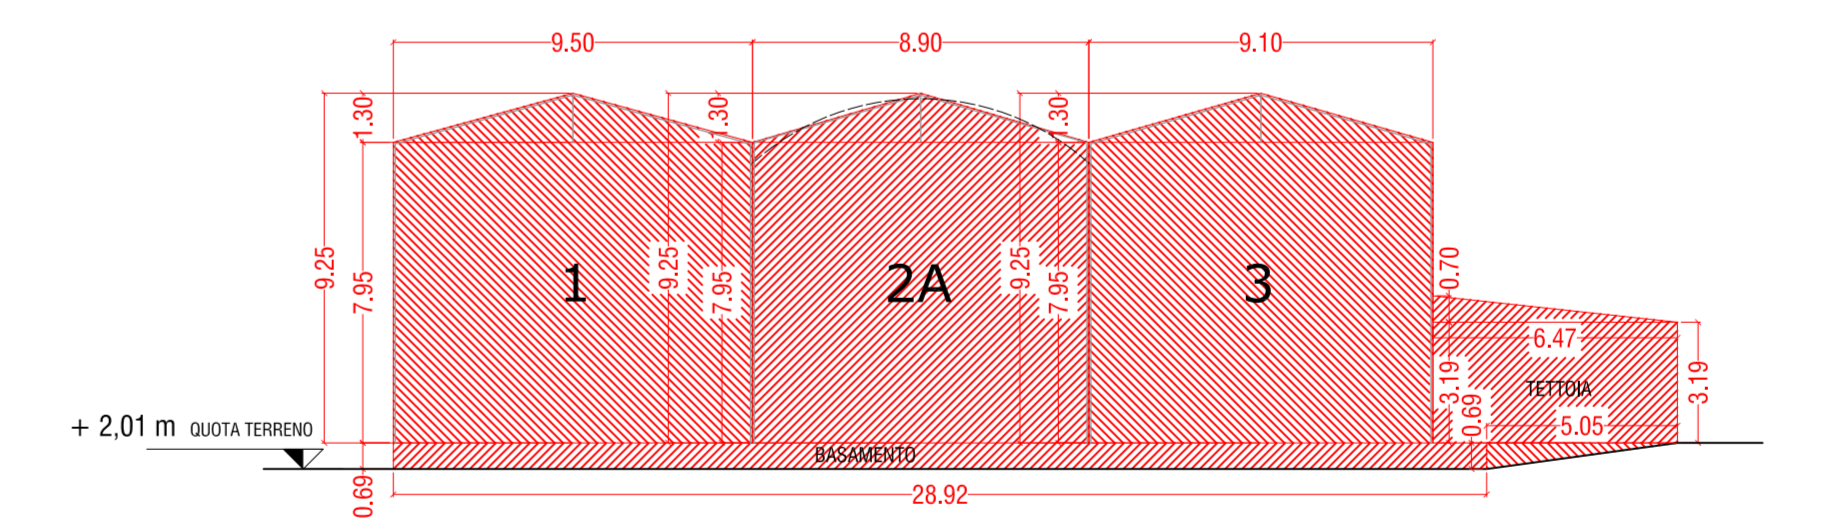 9.50 8.90 9.10
1.30 1.30 1.30
9.25 7.95 9.25 7.95 9.25 7.95
1 2A 3
0.70
6.47
3.19 TETTOIA 3.19
0.69 5.05
+ 2,01 m QUOTA TERRENO
BASAMENTO
0.69 28.92